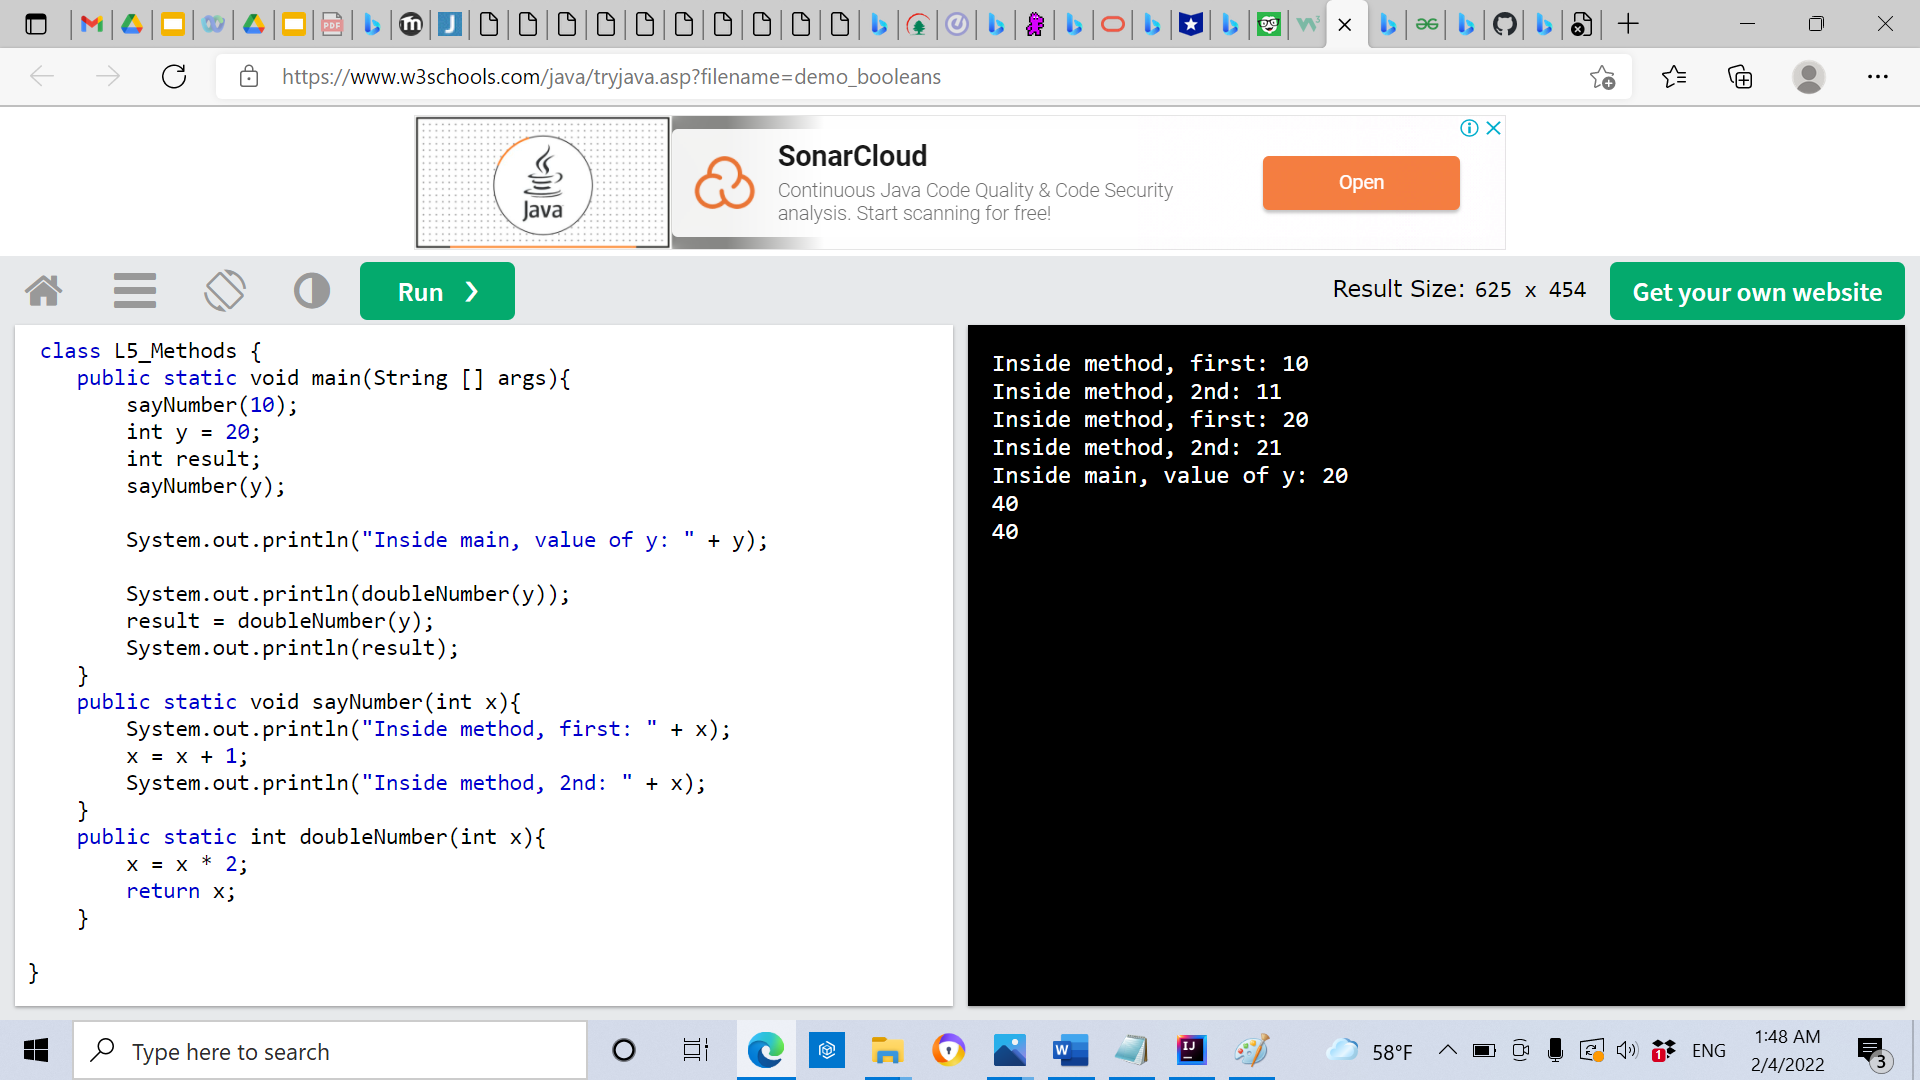 https://www.w3schools.com/java/tryjava.asp?filename=demo_booleans
Java
SonarCloud
Continuous Java Code Quality & Code Security
analysis. Start scanning for free!
Open
Run ❯
Result Size: 625 x 454
Get your own website
class L5_Methods {
public static void main(String [] args){
sayNumber(10);
int y = 20;
int result;
sayNumber(y);
System.out.println("Inside main, value of y: " + y);
System.out.println(doubleNumber(y));
result = doubleNumber(y);
System.out.println(result);
}
public static void sayNumber(int x){
System.out.println("Inside method, first: " + x);
x = x + 1;
System.out.println("Inside method, 2nd: " + x);
}
public static int doubleNumber(int x){
x = x * 2;
return x;
}
}
Inside method, first: 10
Inside method, 2nd: 11
Inside method, first: 20
Inside method, 2nd: 21
Inside main, value of y: 20
40
40
Type here to search
58°F
ENG
1:48 AM
2/4/2022
3